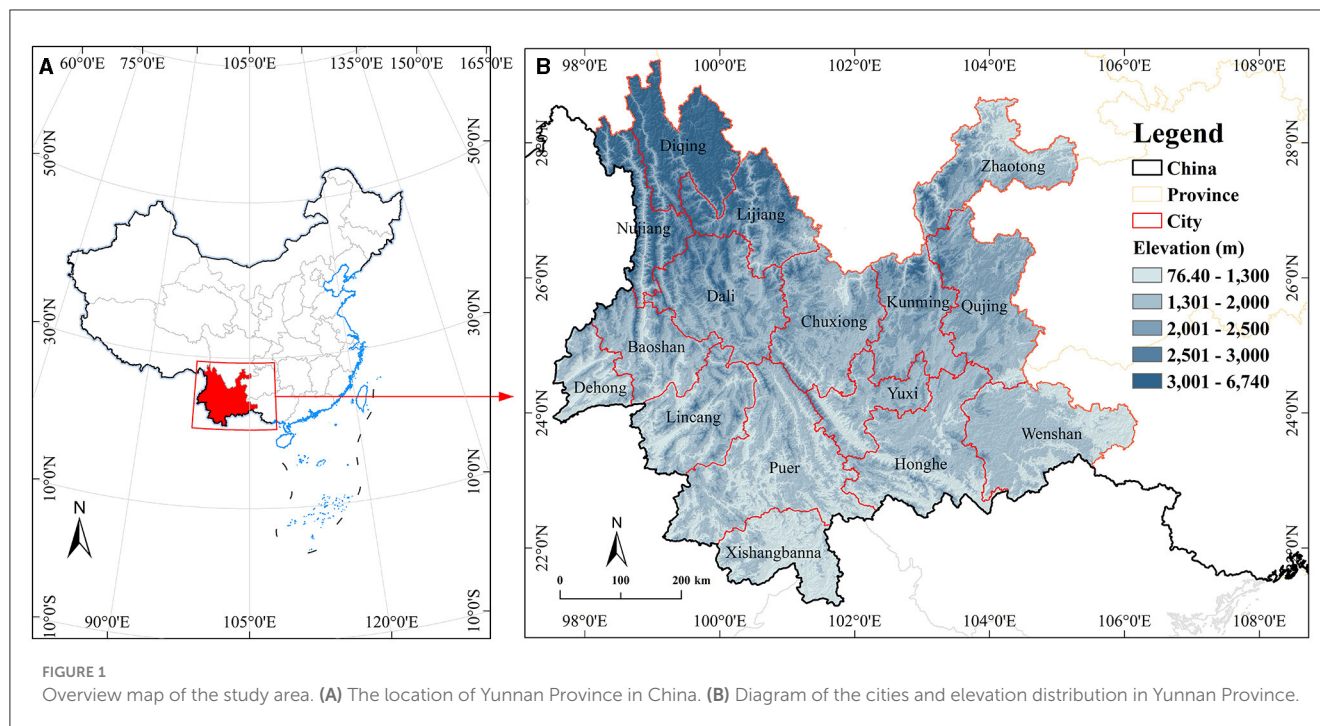 A
60°0'E 75°0'E 105°0'E 135°0'E 150°0'E 165°0'E
50°0'N
50°0'N
30°0'N
30°0'N
10°0'N
10°0'N
10°0'S
10°0'S
N
90°0'E 105°0'E 120°0'E
B
98°0'E 100°0'E 102°0'E 104°0'E 106°0'E 108°0'E
28°0'N
28°0'N
26°0'N
26°0'N
24°0'N
24°0'N
22°0'N
22°0'N
Diqing
Zhaotong
Lijiang
Nujiang
Dali
Kunming
Qujing
Chuxiong
Baoshan
Dehong
Yuxi
Lincang
Wenshan
Puer
Honghe
Xishangbanna
N
0 100 200 km
98°0'E 100°0'E 102°0'E 104°0'E 106°0'E 108°0'E
Legend
China
Province
City
Elevation (m)
76.40 - 1,300
1,301 - 2,000
2,001 - 2,500
2,501 - 3,000
3,001 - 6,740
FIGURE 1
Overview map of the study area. (A) The location of Yunnan Province in China. (B) Diagram of the cities and elevation distribution in Yunnan Province.